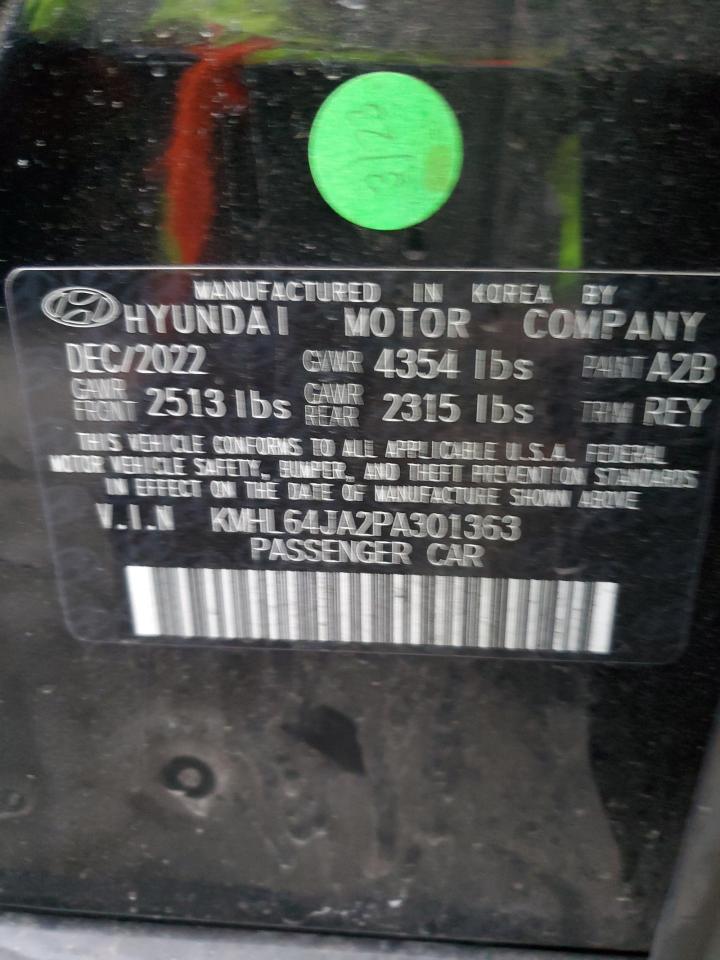 MANUFACTURED IN KOREA BY
HYUNDAI MOTOR COMPANY
DEC/2022 GVWR 4354 lbs PAINT A2B
GAWR FRONT 2513 lbs GAWR REAR 2315 lbs TRIM REY
THIS VEHICLE CONFORMS TO ALL APPLICABLE U.S.A. FEDERAL
MOTOR VEHICLE SAFETY, BUMPER, AND THEFT PREVENTION STANDARDS
IN EFFECT ON THE DATE OF MANUFACTURE SHOWN ABOVE
V.I.N KMHL64JA2PA301363
PASSENGER CAR